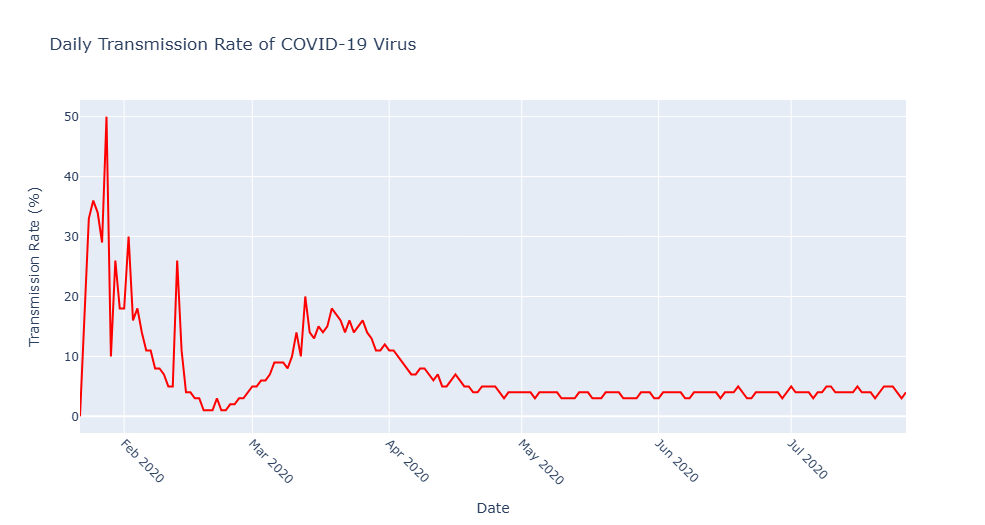 Daily Transmission Rate of COVID-19 Virus
Transmission Rate (%)
50
40
30
20
10
0
Feb 2020
Mar 2020
Apr 2020
May 2020
Jun 2020
Jul 2020
Date